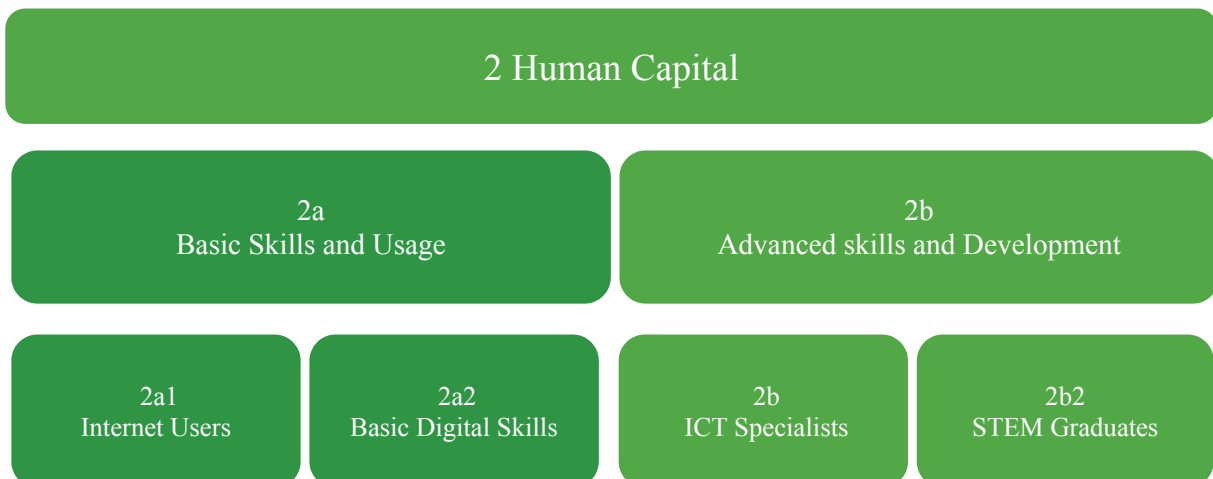 2 Human Capital
2a
Basic Skills and Usage
2b
Advanced skills and Development
2a1
Internet Users
2a2
Basic Digital Skills
2b
ICT Specialists
2b2
STEM Graduates